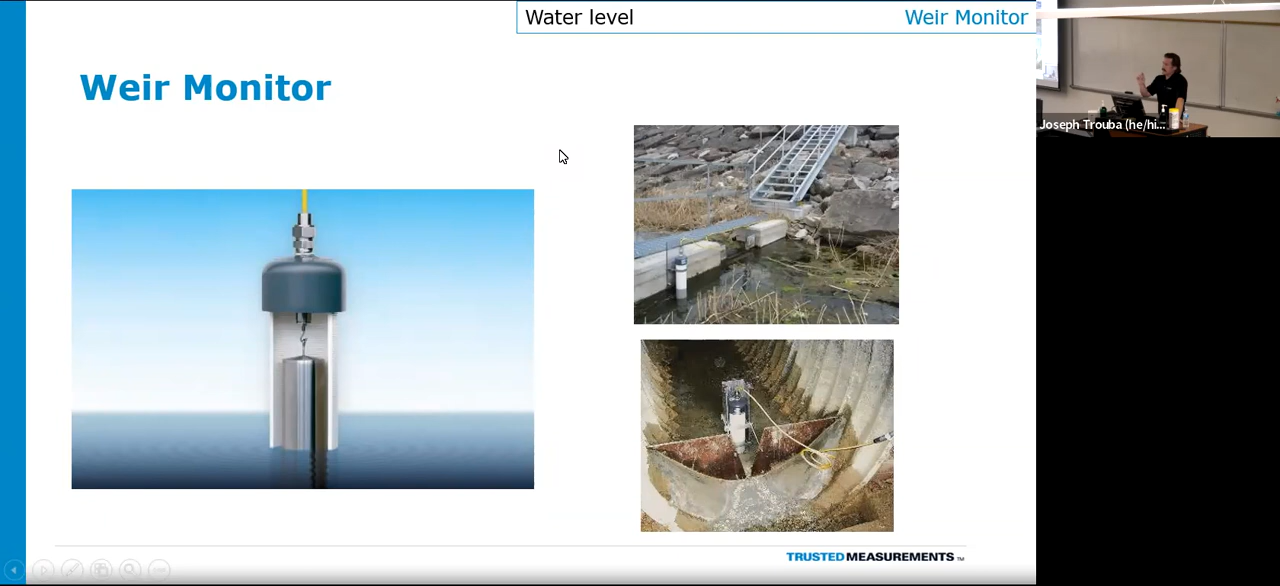 Water level
Weir Monitor
Weir Monitor
Joseph Trouba (he/hi...
TRUSTED MEASUREMENTS TM